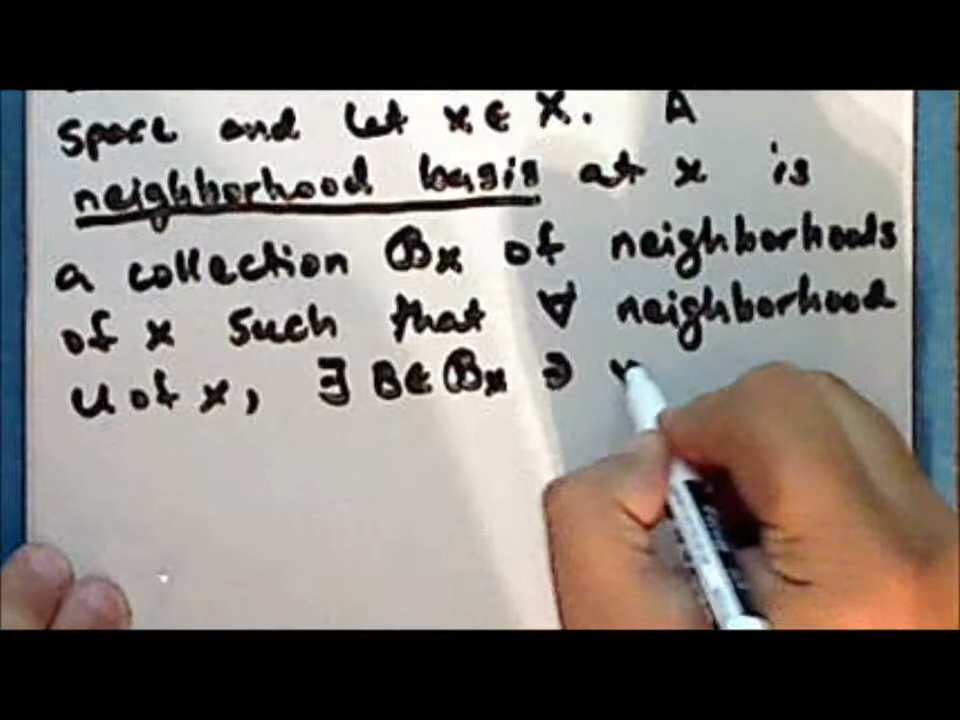 space and let x ∈ X. A
neighborhood basis at x is
a collection Bx of neighborhoods
of x such that ∀ neighborhood
U of x, ∃ B ∈ Bx ∋